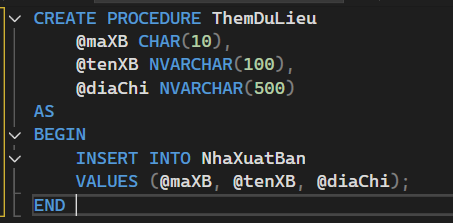 CREATE PROCEDURE ThemDuLieu
@maXB CHAR(10),
@tenXB NVARCHAR(100),
@diaChi NVARCHAR(500)
AS
BEGIN
INSERT INTO NhaXuatBan
VALUES (@maXB, @tenXB, @diaChi);
END